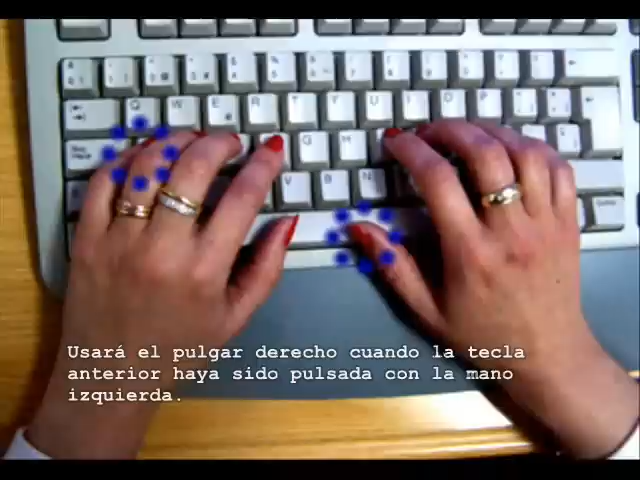 Q W E R T Y U I O P
G H
V B N
Usará el pulgar derecho cuando la tecla
anterior haya sido pulsada con la mano
izquierda.